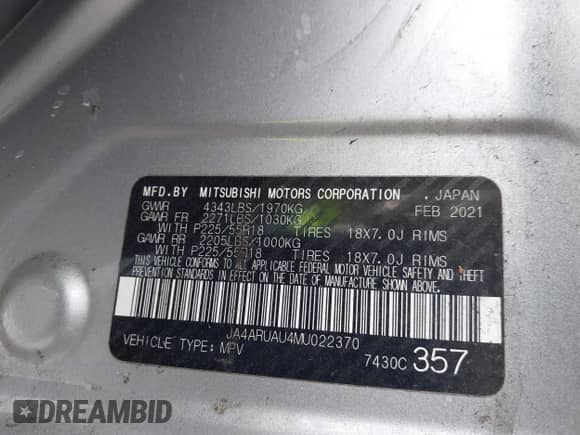 MFD.BY MITSUBISHI MOTORS CORPORATION . JAPAN
GVWR 4343LBS/1970KG FEB 2021
GAWR FR 2271LBS/1030KG
WITH P225/55R18 TIRES 18X7.0J RIMS
GAWR RR 2205LBS/1000KG
WITH P225/55R18 TIRES 18X7.0J RIMS
THIS VEHICLE CONFORMS TO ALL APPLICABLE FEDERAL MOTOR VEHICLE SAFETY AND THEFT
PREVENTION STANDARDS IN EFFECT ON THE DATE OF MANUFACTURE SHOWN ABOVE.
JA4ARUAU4MU022370
VEHICLE TYPE: MPV 7430C 357
DREAMBID